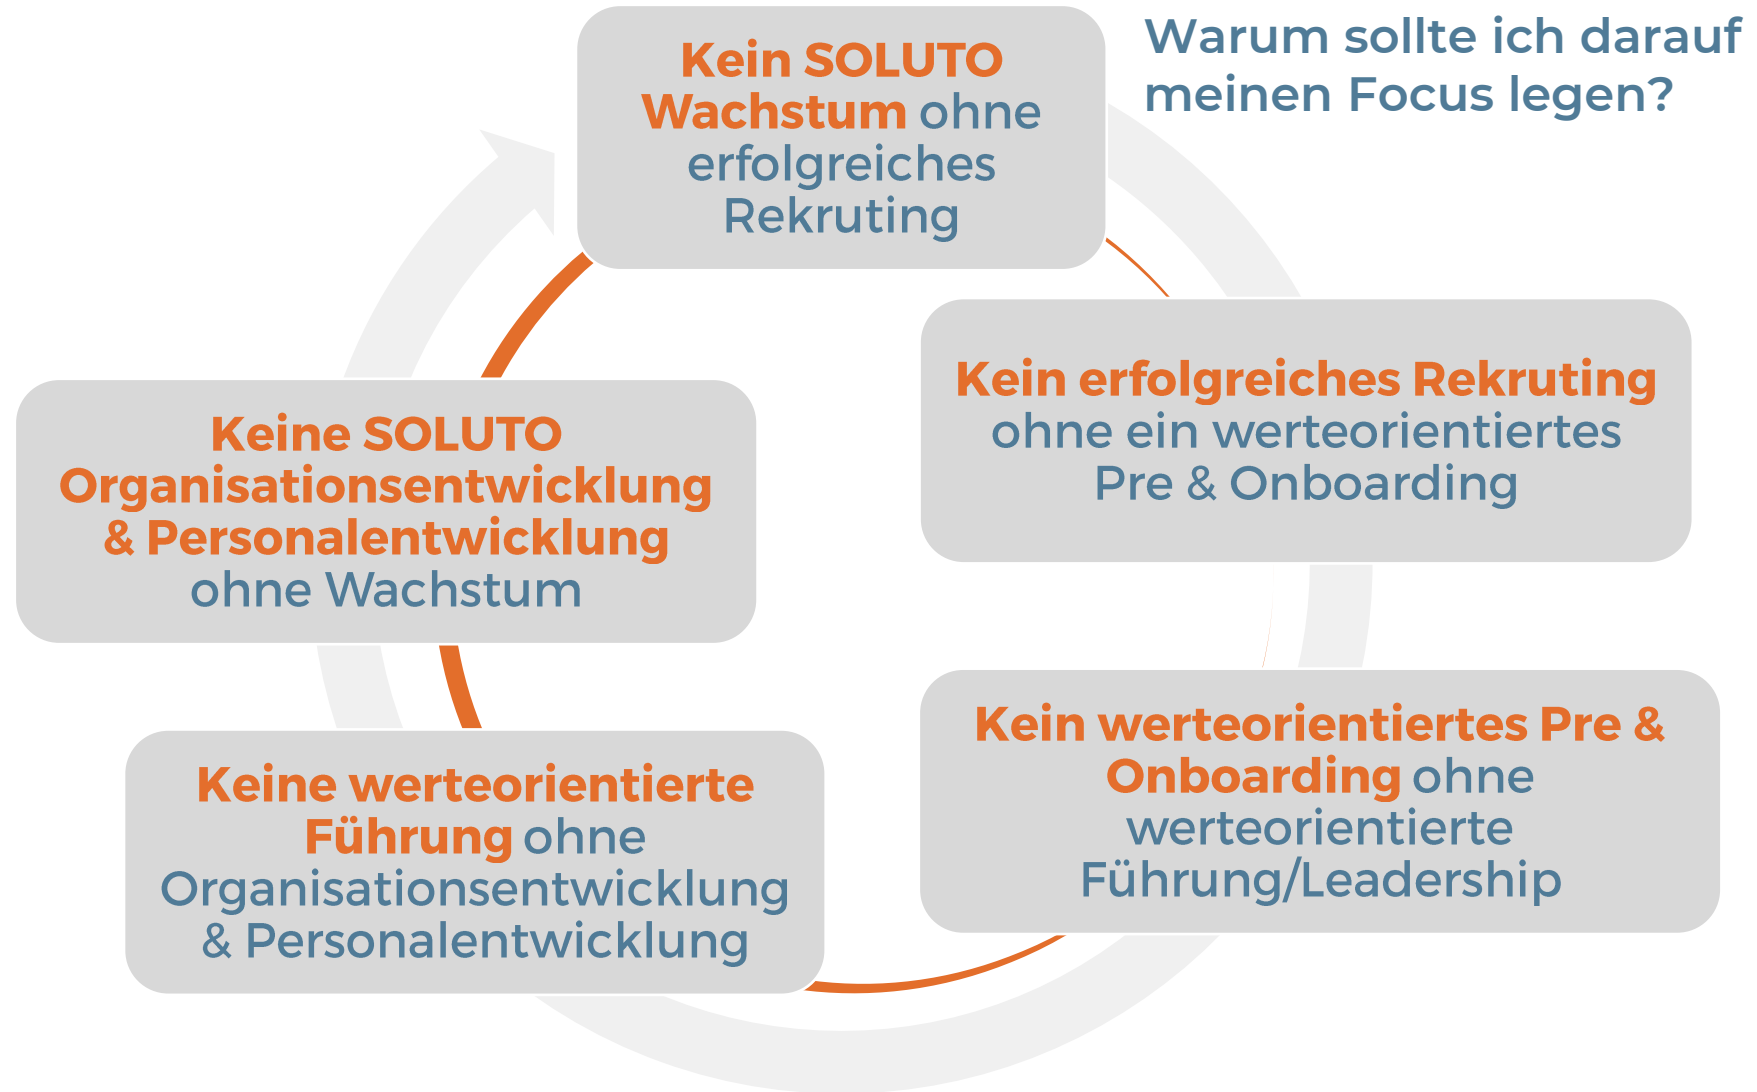 Warum sollte ich darauf
meinen Focus legen?
Kein SOLUTO
Wachstum ohne
erfolgreiches
Rekruting
Kein erfolgreiches Rekruting
ohne ein werteorientiertes
Pre & Onboarding
Kein werteorientiertes Pre &
Onboarding ohne
werteorientierte
Führung/Leadership
Keine werteorientierte
Führung ohne
Organisationsentwicklung
& Personalentwicklung
Keine SOLUTO
Organisationsentwicklung
& Personalentwicklung
ohne Wachstum